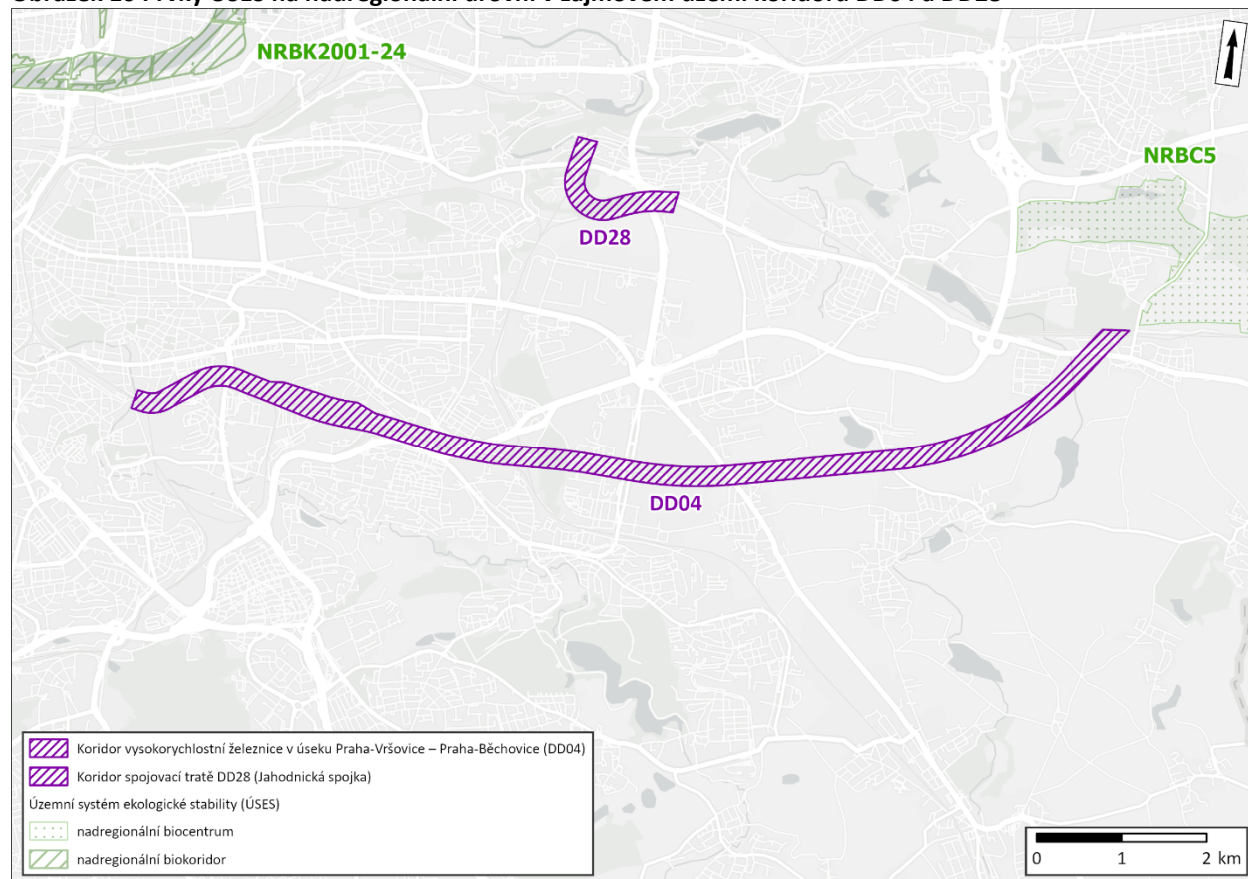 NRBK2001-24
NRBC5
DD28
DD04
Koridor vysokorychlostní železnice v úseku Praha-Vršovice – Praha-Běchovice (DD04)
Koridor spojovací tratě DD28 (Jahodnická spojka)
Územní systém ekologické stability (ÚSES)
nadregionální biocentrum
nadregionální biokoridor
0 1 2 km